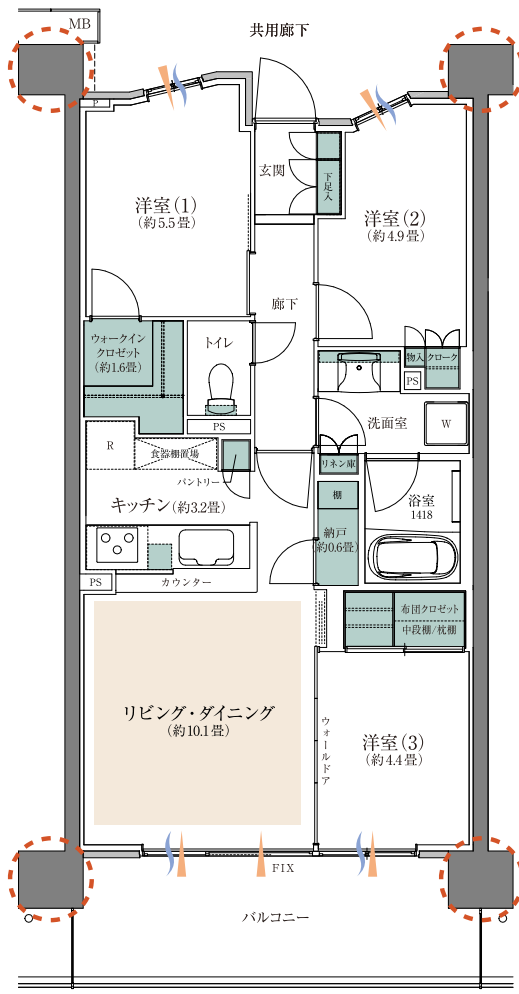 MB
共用廊下
P
玄関
下足入
洋室(1)
(約5.5畳)
洋室(2)
(約4.9畳)
廊下
ウォークイン
クロゼット
(約1.6畳)
トイレ
物入
クローク
PS
洗面室
W
PS
R
食器棚置場
パントリー
リネン庫
棚
浴室
1418
キッチン(約3.2畳)
納戸
(約0.6畳)
PS
カウンター
布団クロゼット
中段棚/枕棚
リビング・ダイニング
(約10.1畳)
ウォールドア
洋室(3)
(約4.4畳)
FIX
バルコニー